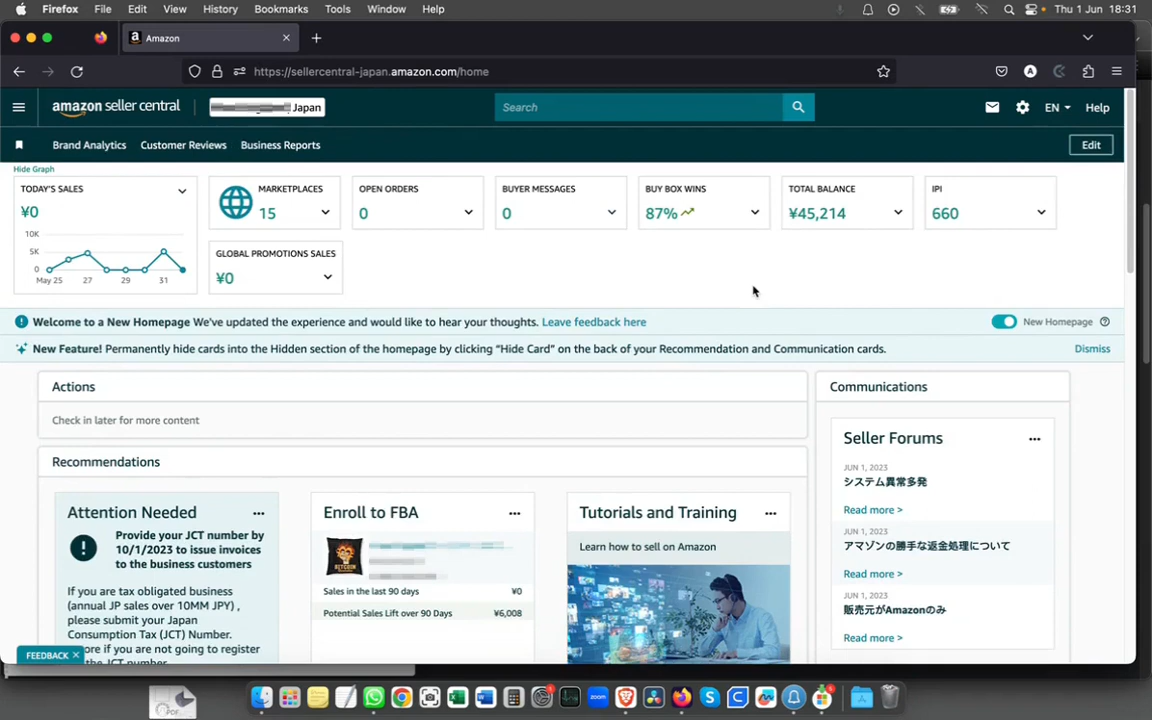 Firefox File Edit View History Bookmarks Tools Window Help Thu 1 Jun 18:31
Amazon
https://sellercentral-japan.amazon.com/home
amazon seller central Japan Search EN Help
Brand Analytics Customer Reviews Business Reports Edit
Hide Graph
TODAY'S SALES
¥0
10K
5K
0
May 25 27 29 31
MARKETPLACES
15
OPEN ORDERS
0
BUYER MESSAGES
0
BUY BOX WINS
87%
TOTAL BALANCE
¥45,214
IPI
660
GLOBAL PROMOTIONS SALES
¥0
Welcome to a New Homepage We've updated the experience and would like to hear your thoughts. Leave feedback here New Homepage
New Feature! Permanently hide cards into the Hidden section of the homepage by clicking "Hide Card" on the back of your Recommendation and Communication cards. Dismiss
Actions
Check in later for more content
Recommendations
Attention Needed
Provide your JCT number by
10/1/2023 to issue invoices
to the business customers
If you are tax obligated business
(annual JP sales over 10MM JPY) ,
please submit your Japan
Consumption Tax (JCT) Number.
ore if you are not going to register
the JCT number.
FEEDBACK
Enroll to FBA
Sales in the last 90 days ¥0
Potential Sales Lift over 90 Days ¥6,008
Tutorials and Training
Learn how to sell on Amazon
Communications
Seller Forums
JUN 1, 2023
システム異常多発
Read more >
JUN 1, 2023
アマゾンの勝手な返金処理について
Read more >
JUN 1, 2023
販売元がAmazonのみ
Read more >